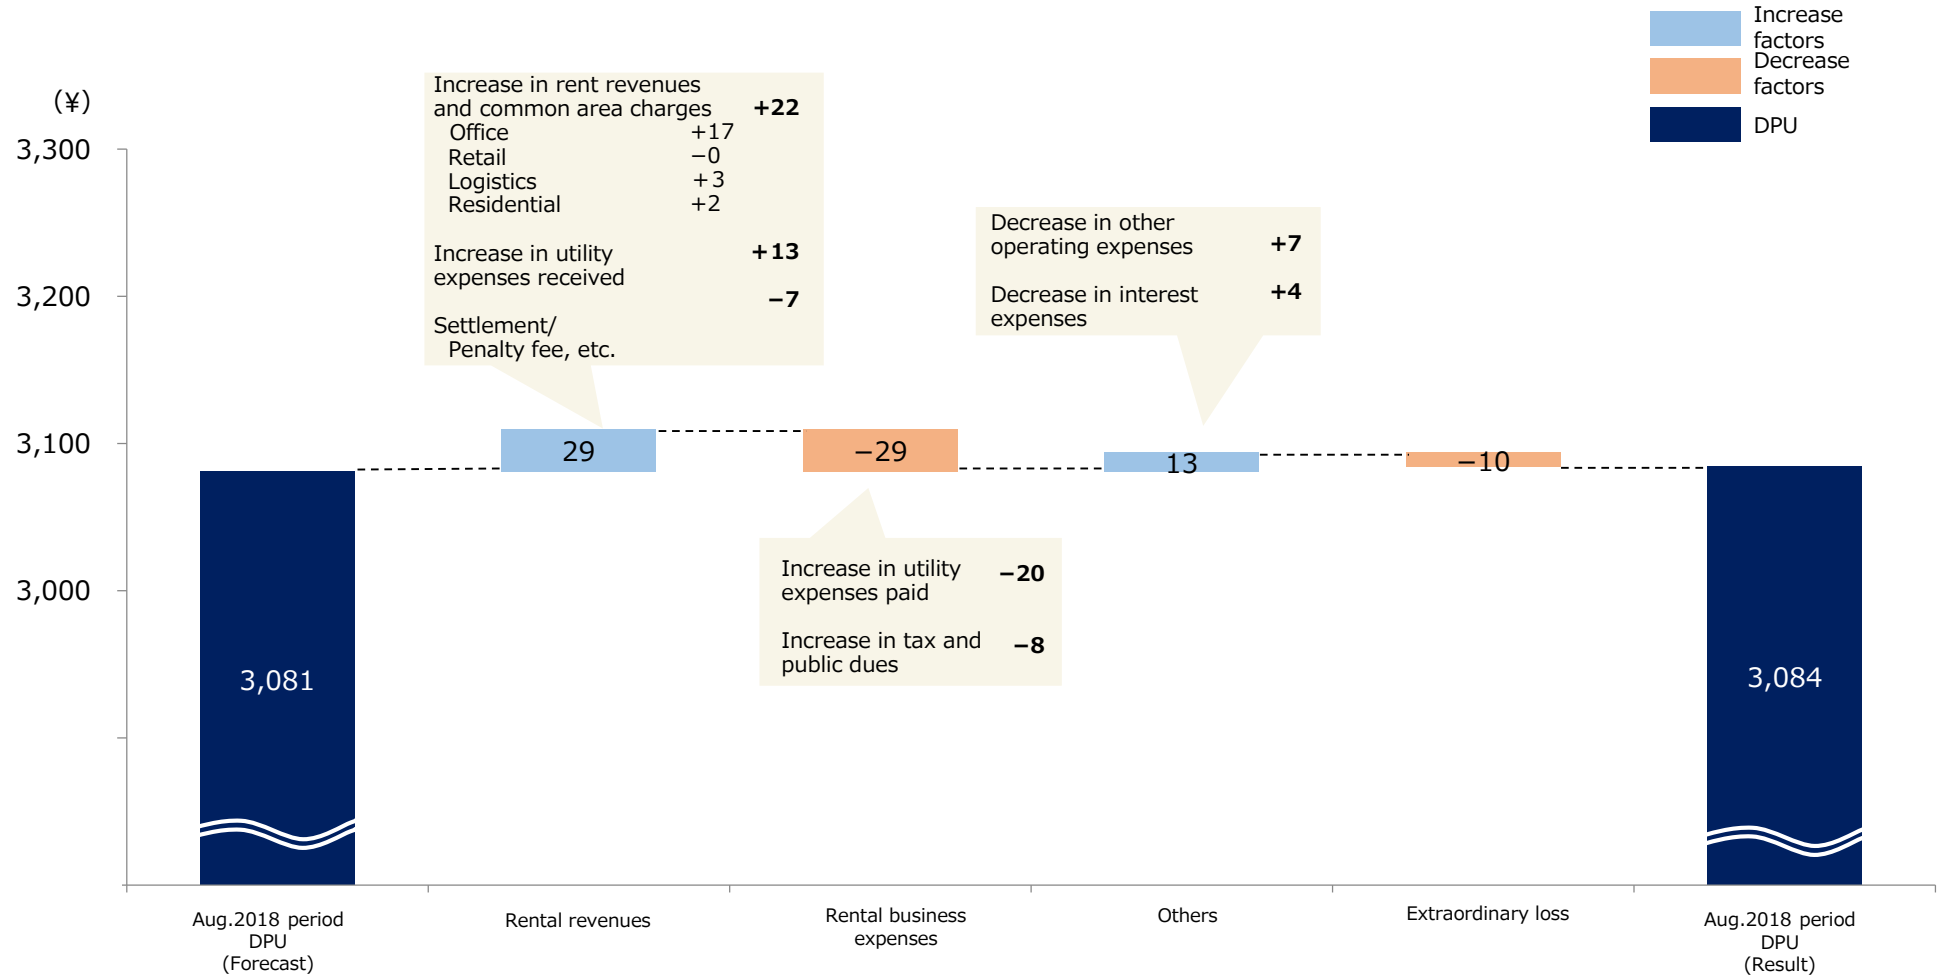 Increase
factors
Decrease
factors
DPU
(¥)
3,300
3,200
3,100
3,000
Increase in rent revenues
and common area charges +22
Office +17
Retail −0
Logistics +3
Residential +2
Increase in utility +13
expenses received
−7
Settlement/
Penalty fee, etc.
Decrease in other
operating expenses +7
Decrease in interest +4
expenses
29
−29
13
−10
Increase in utility −20
expenses paid
Increase in tax and −8
public dues
3,081
3,084
Aug.2018 period
DPU
(Forecast)
Rental revenues
Rental business
expenses
Others
Extraordinary loss
Aug.2018 period
DPU
(Result)